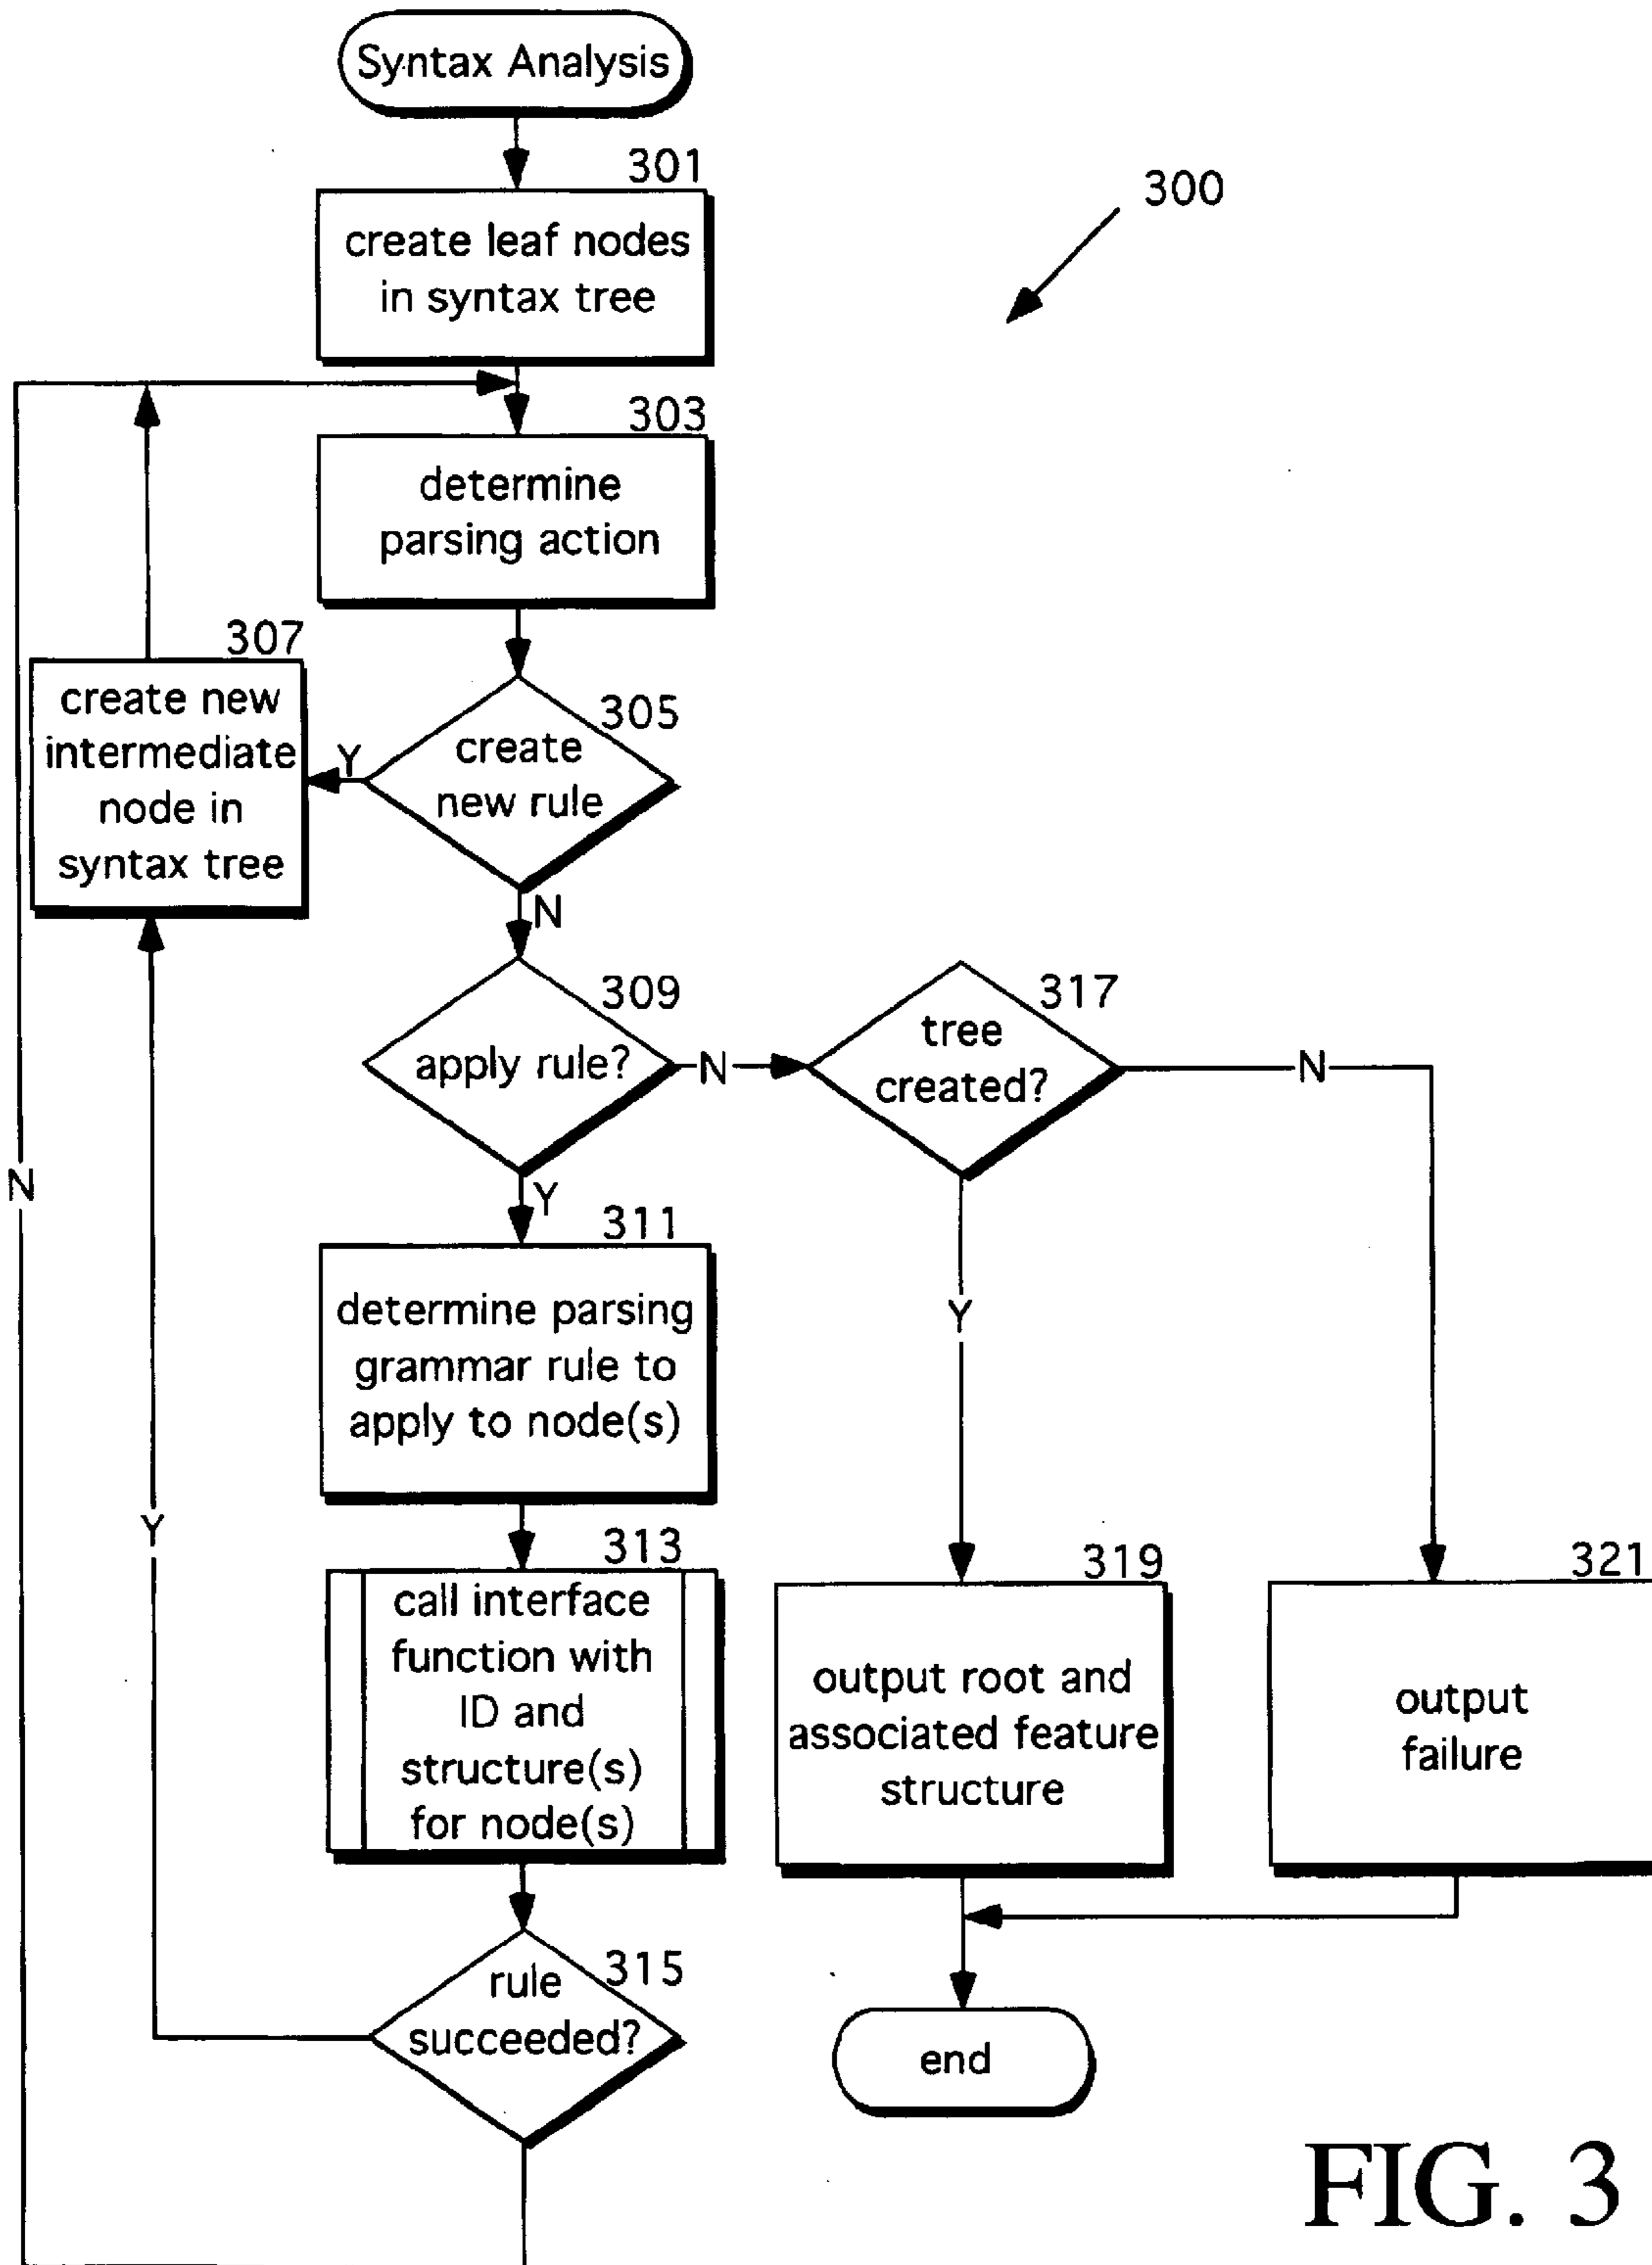 Syntax Analysis
301
create leaf nodes
in syntax tree
300
303
determine
parsing action
307
create new
intermediate
node in
syntax tree
Y
305
create
new rule
N
309
apply rule?
N
317
tree
created?
N
Y
311
determine parsing
grammar rule to
apply to node(s)
N
Y
Y
313
call interface
function with
ID and
structure(s)
for node(s)
319
output root and
associated feature
structure
321
output
failure
315
rule
succeeded?
end
FIG. 3